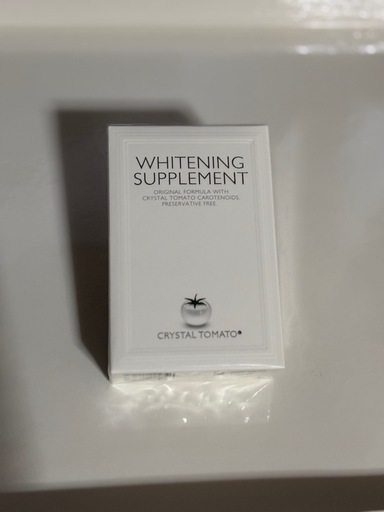 WHITENING
SUPPLEMENT
ORIGINAL FORMULA WITH
CRYSTAL TOMATO CAROTENOIDS.
PRESERVATIVE FREE.
CRYSTAL TOMATO®